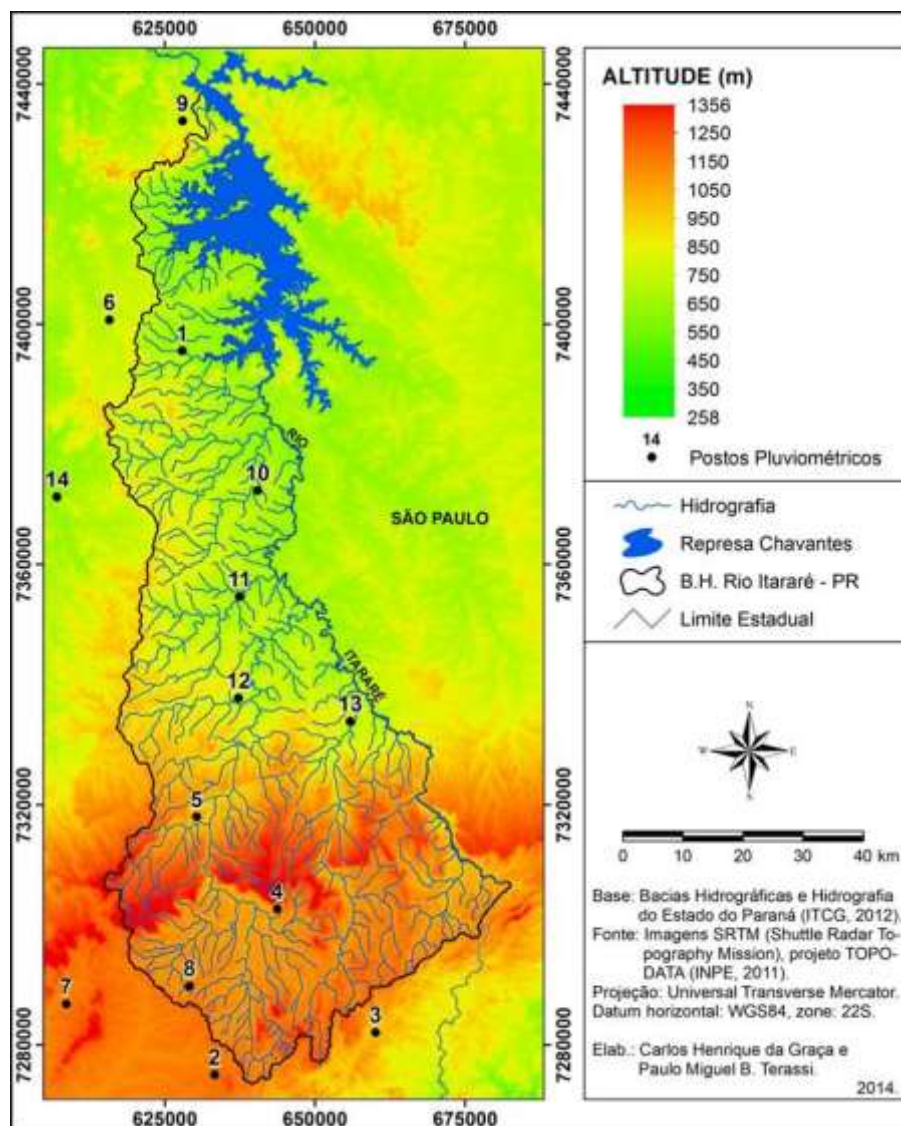 625000 650000 675000
7440000
7400000
7360000
7320000
7280000
9
6
1
14
10
RIO
SÃO PAULO
11
ITARARÉ
12
13
5
4
8
7
3
2
7440000
7400000
7360000
7320000
7280000
625000 650000 675000
ALTITUDE (m)
1356
1250
1150
1050
950
850
750
650
550
450
350
258
14
Postos Pluviométricos
Hidrografia
Represa Chavantes
B.H. Rio Itararé - PR
Limite Estadual
N
W E
S
0 10 20 30 40 km
Base: Bacias Hidrográficas e Hidrografia
do Estado do Paraná (ITCG, 2012).
Fonte: Imagens SRTM (Shuttle Radar To-
pography Mission), projeto TOPO-
DATA (INPE, 2011).
Projeção: Universal Transverse Mercator.
Datum horizontal: WGS84, zone: 22S.
Elab.: Carlos Henrique da Graça e
Paulo Miguel B. Terassi.
2014.